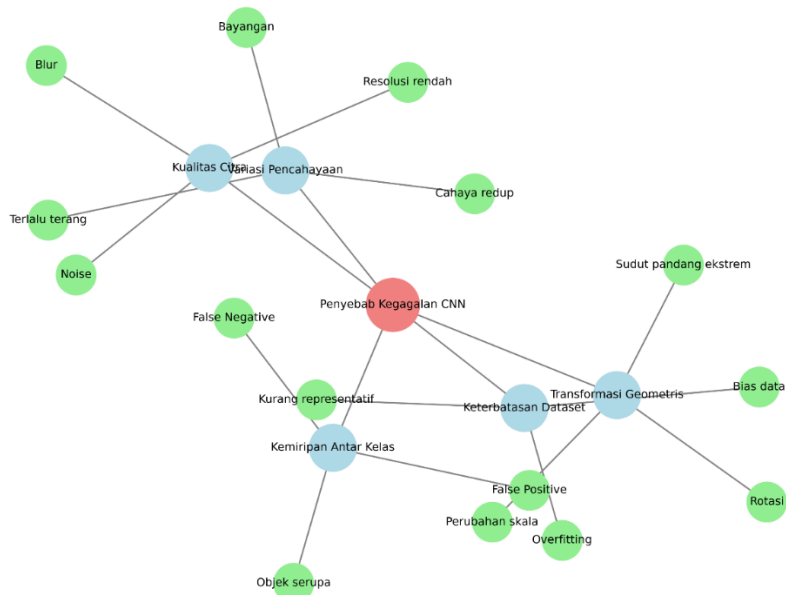 Bayangan
Blur
Resolusi rendah
Kualitas Citra
Variasi Pencahayaan
Cahaya redup
Terlalu terang
Noise
Sudut pandang ekstrem
Penyebab Kegagalan CNN
False Negative
Bias data
Transformasi Geometris
Kurang representatif
Keterbatasan Dataset
Kemiripan Antar Kelas
False Positive
Rotasi
Perubahan skala
Overfitting
Objek serupa